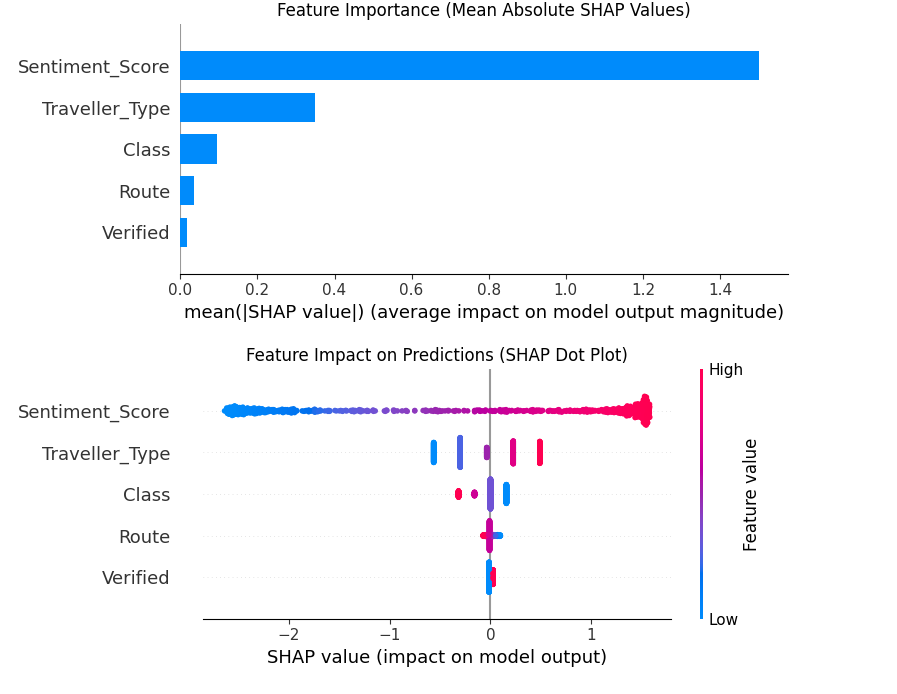 Feature Importance (Mean Absolute SHAP Values)
Sentiment_Score
Traveller_Type
Class
Route
Verified
0.0 0.2 0.4 0.6 0.8 1.0 1.2 1.4
mean(|SHAP value|) (average impact on model output magnitude)
Feature Impact on Predictions (SHAP Dot Plot)
High
Sentiment_Score
Traveller_Type
Class
Route
Verified
Feature value
Low
−2 −1 0 1
SHAP value (impact on model output)